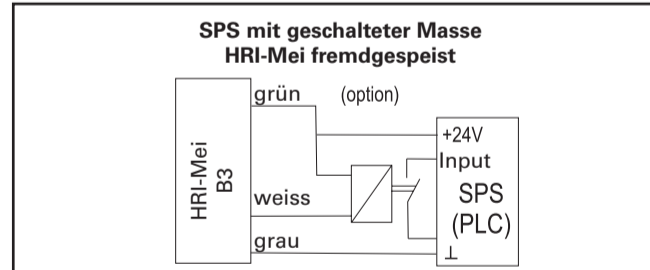 SPS mit geschalteter Masse
HRI-Mei fremdgespeist
grün (option)
+24V
Input
HRI-Mei
B3
weiss
SPS
(PLC)
grau
⊥